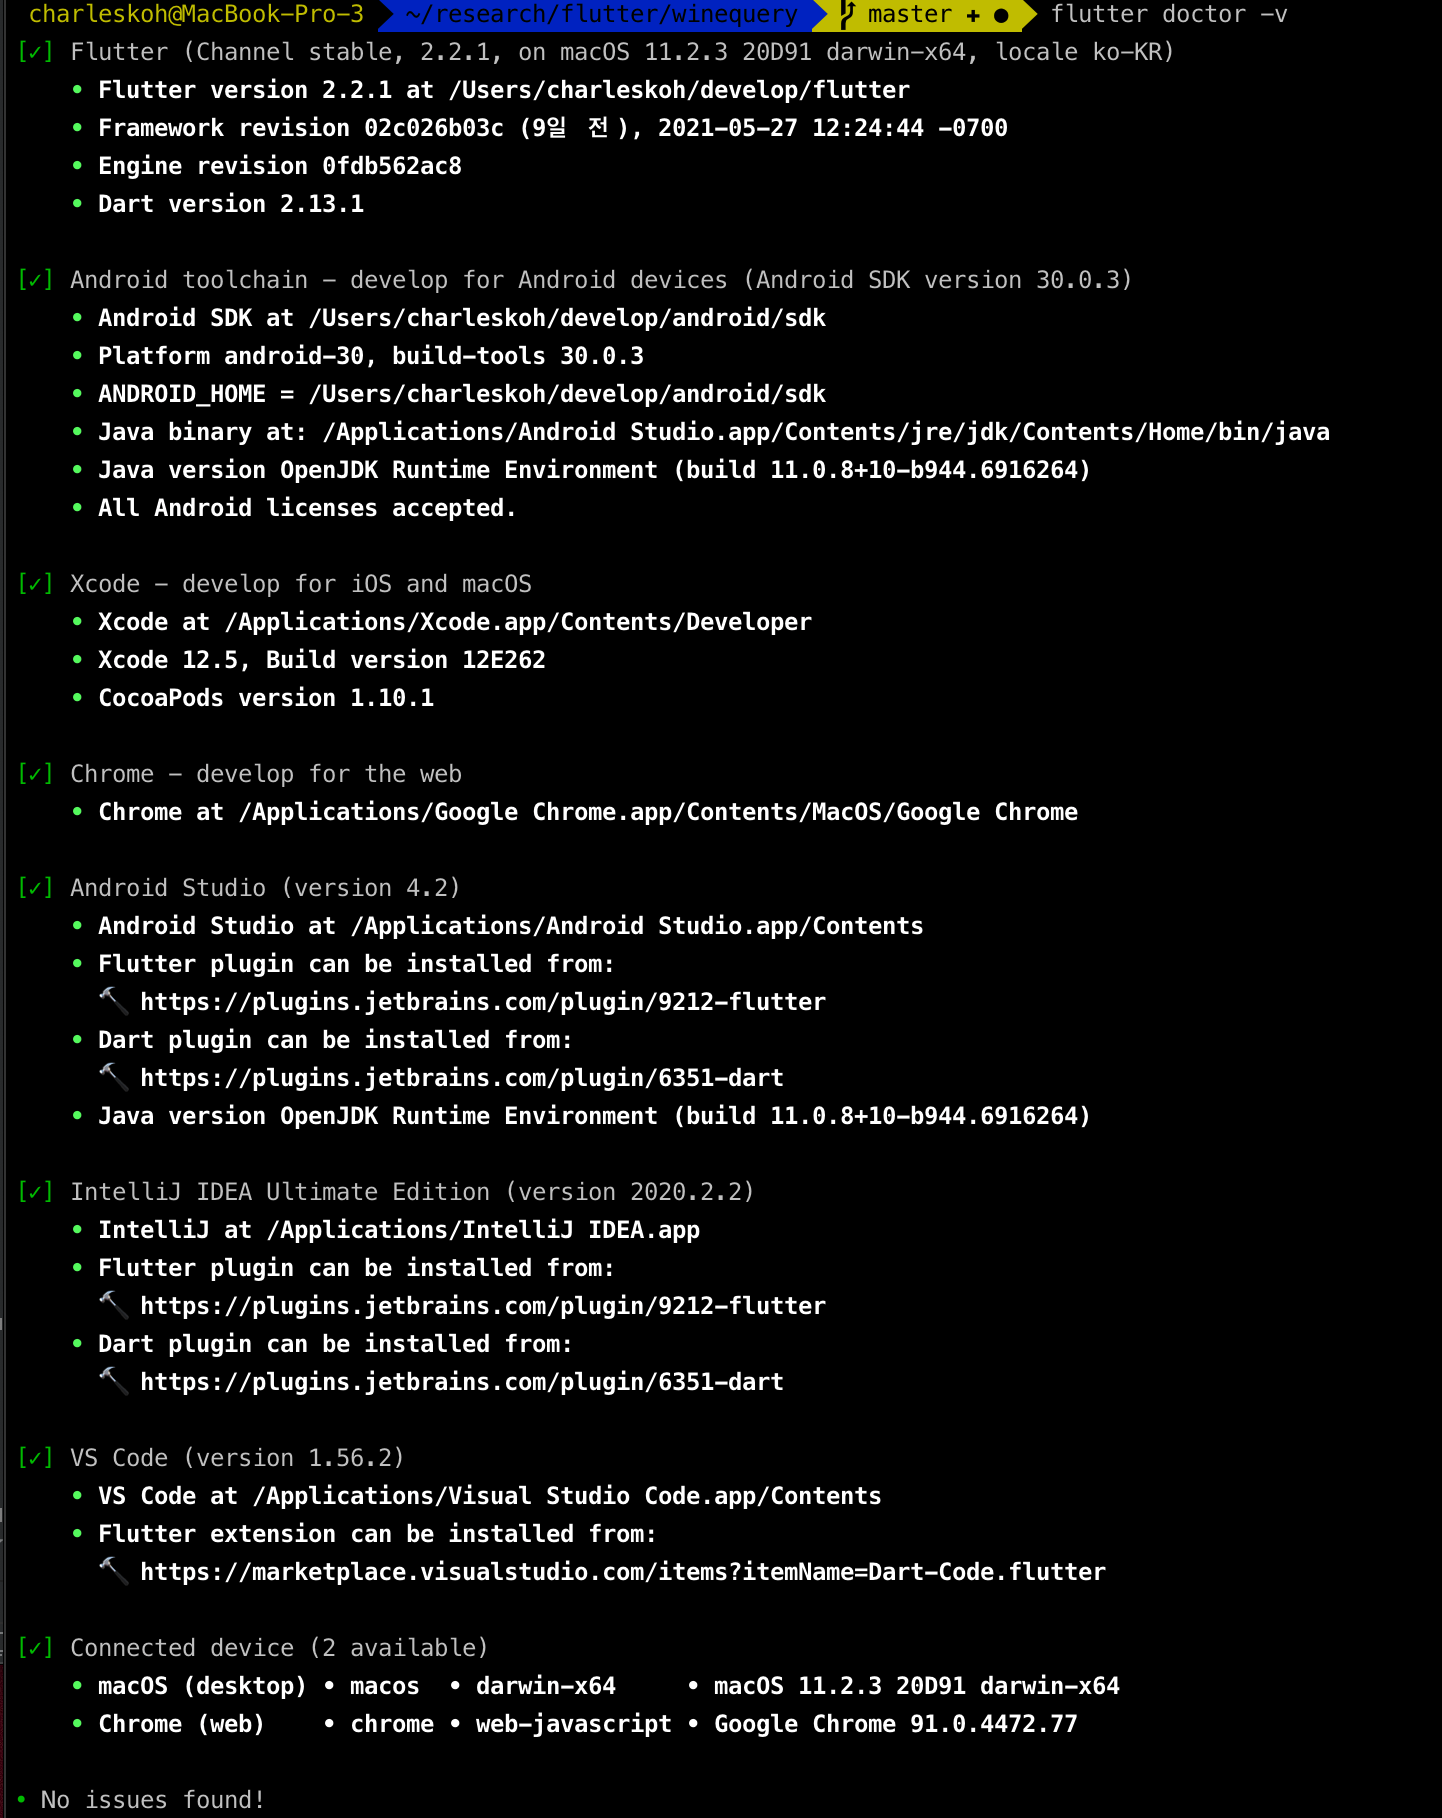 charleskoh@MacBook-Pro-3 ~/research/flutter/winequery master + ● flutter doctor -v
[✓] Flutter (Channel stable, 2.2.1, on macOS 11.2.3 20D91 darwin-x64, locale ko-KR)
• Flutter version 2.2.1 at /Users/charleskoh/develop/flutter
• Framework revision 02c026b03c (9일 전), 2021-05-27 12:24:44 -0700
• Engine revision 0fdb562ac8
• Dart version 2.13.1
[✓] Android toolchain - develop for Android devices (Android SDK version 30.0.3)
• Android SDK at /Users/charleskoh/develop/android/sdk
• Platform android-30, build-tools 30.0.3
• ANDROID_HOME = /Users/charleskoh/develop/android/sdk
• Java binary at: /Applications/Android Studio.app/Contents/jre/jdk/Contents/Home/bin/java
• Java version OpenJDK Runtime Environment (build 11.0.8+10-b944.6916264)
• All Android licenses accepted.
[✓] Xcode - develop for iOS and macOS
• Xcode at /Applications/Xcode.app/Contents/Developer
• Xcode 12.5, Build version 12E262
• CocoaPods version 1.10.1
[✓] Chrome - develop for the web
• Chrome at /Applications/Google Chrome.app/Contents/MacOS/Google Chrome
[✓] Android Studio (version 4.2)
• Android Studio at /Applications/Android Studio.app/Contents
• Flutter plugin can be installed from:
🔨 https://plugins.jetbrains.com/plugin/9212-flutter
• Dart plugin can be installed from:
🔨 https://plugins.jetbrains.com/plugin/6351-dart
• Java version OpenJDK Runtime Environment (build 11.0.8+10-b944.6916264)
[✓] IntelliJ IDEA Ultimate Edition (version 2020.2.2)
• IntelliJ at /Applications/IntelliJ IDEA.app
• Flutter plugin can be installed from:
🔨 https://plugins.jetbrains.com/plugin/9212-flutter
• Dart plugin can be installed from:
🔨 https://plugins.jetbrains.com/plugin/6351-dart
[✓] VS Code (version 1.56.2)
• VS Code at /Applications/Visual Studio Code.app/Contents
• Flutter extension can be installed from:
🔨 https://marketplace.visualstudio.com/items?itemName=Dart-Code.flutter
[✓] Connected device (2 available)
• macOS (desktop) • macos • darwin-x64 • macOS 11.2.3 20D91 darwin-x64
• Chrome (web) • chrome • web-javascript • Google Chrome 91.0.4472.77
• No issues found!